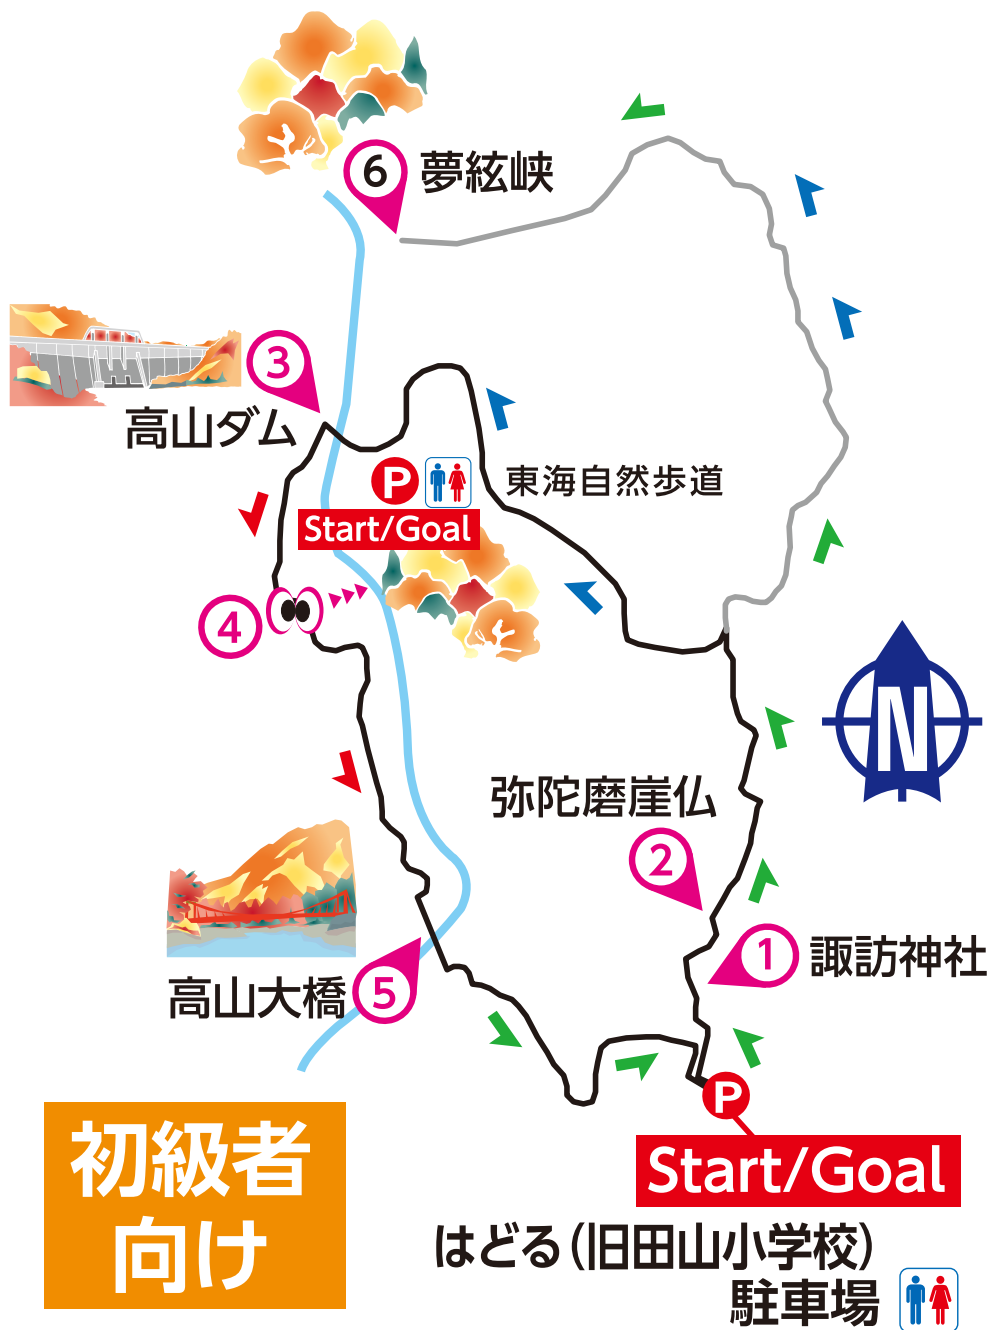 6 夢絃峡
3
高山ダム
P
Start/Goal
東海自然歩道
4
N
弥陀磨崖仏
2
1 諏訪神社
高山大橋 5
P
Start/Goal
はどる(旧田山小学校)
駐車場
初級者
向け